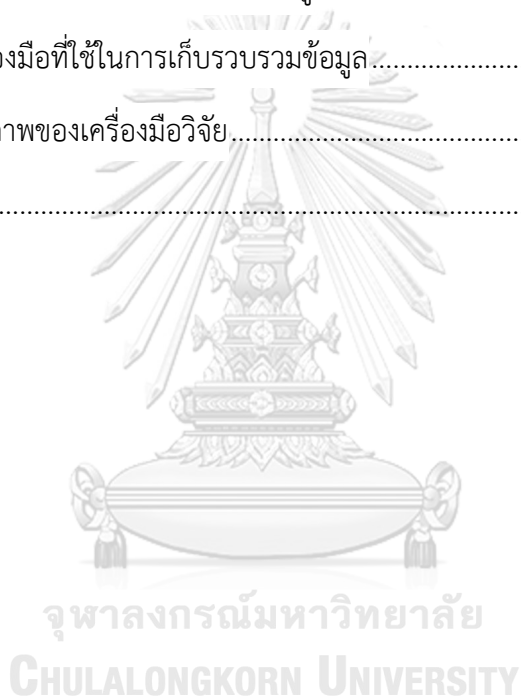 องมือที่ใช้ในการเก็บรวบรวมข้อมูล.....................
าพของเครื่องมือวิจัย..........................................
..........................................................................
จุฬาลงกรณ์มหาวิทยาลัย
CHULALONGKORN UNIVERSITY